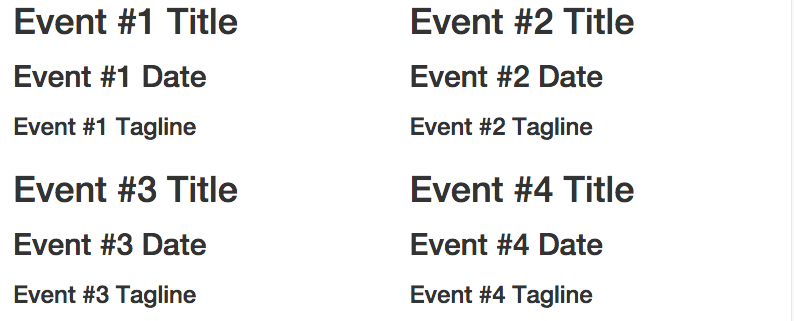 Event #1 Title
Event #1 Date
Event #1 Tagline
Event #2 Title
Event #2 Date
Event #2 Tagline
Event #3 Title
Event #3 Date
Event #3 Tagline
Event #4 Title
Event #4 Date
Event #4 Tagline